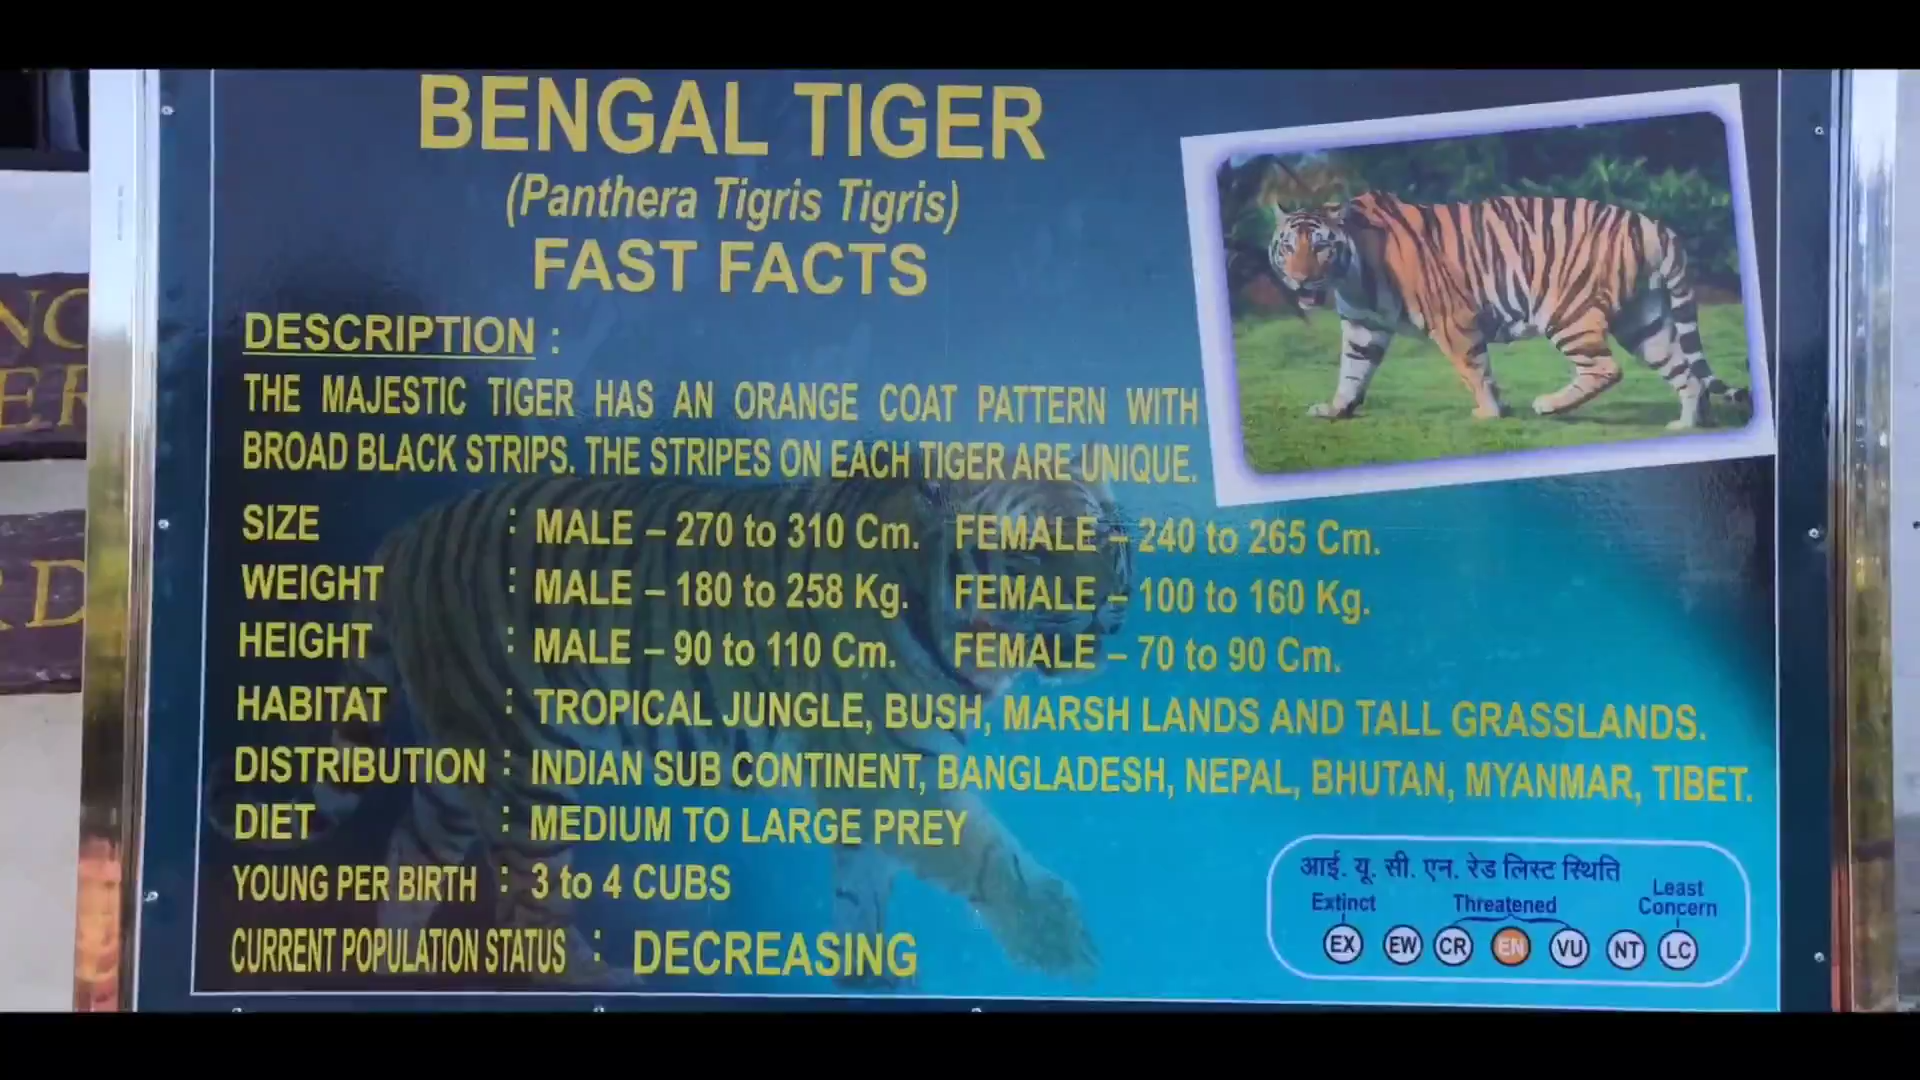 BENGAL TIGER
(Panthera Tigris Tigris)
FAST FACTS
DESCRIPTION :
THE MAJESTIC TIGER HAS AN ORANGE COAT PATTERN WITH
BROAD BLACK STRIPS. THE STRIPES ON EACH TIGER ARE UNIQUE.
SIZE : MALE – 270 to 310 Cm. FEMALE – 240 to 265 Cm.
WEIGHT : MALE – 180 to 258 Kg. FEMALE – 100 to 160 Kg.
HEIGHT : MALE – 90 to 110 Cm. FEMALE – 70 to 90 Cm.
HABITAT : TROPICAL JUNGLE, BUSH, MARSH LANDS AND TALL GRASSLANDS.
DISTRIBUTION : INDIAN SUB CONTINENT, BANGLADESH, NEPAL, BHUTAN, MYANMAR, TIBET.
DIET : MEDIUM TO LARGE PREY
YOUNG PER BIRTH : 3 to 4 CUBS
CURRENT POPULATION STATUS : DECREASING
आई. यू. सी. एन. रेड लिस्ट स्थिति
Extinct Threatened Least Concern
EX EW CR EN VU NT LC